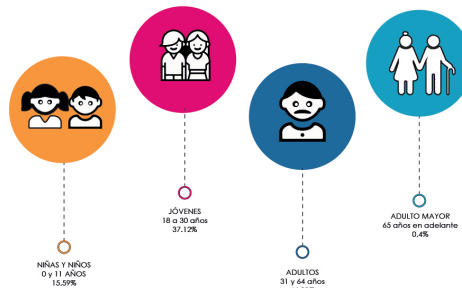 NIÑAS Y NIÑOS
0 y 11 AÑOS
15.59%
JÓVENES
18 a 30 años
37.12%
ADULTOS
31 y 64 años
ADULTO MAYOR
65 años en adelante
0.4%